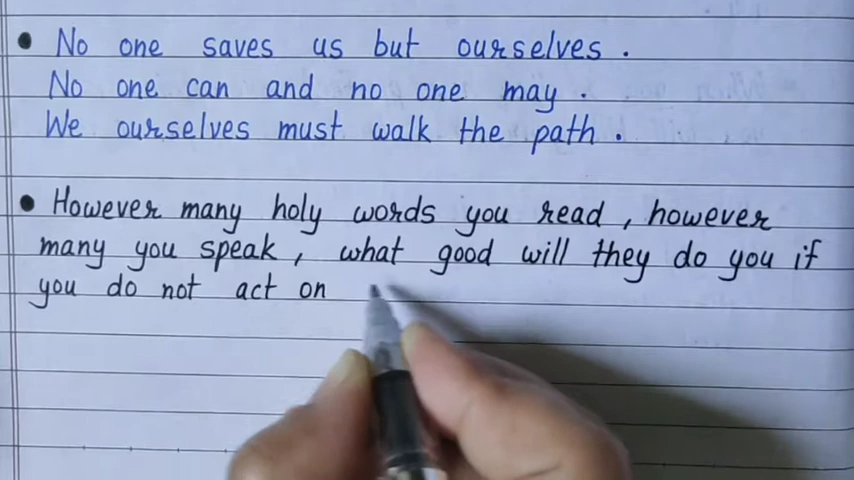 • No one saves us but ourselves.
No one can and no one may.
We ourselves must walk the path.
• However many holy words you read, however
many you speak, what good will they do you if
you do not act on